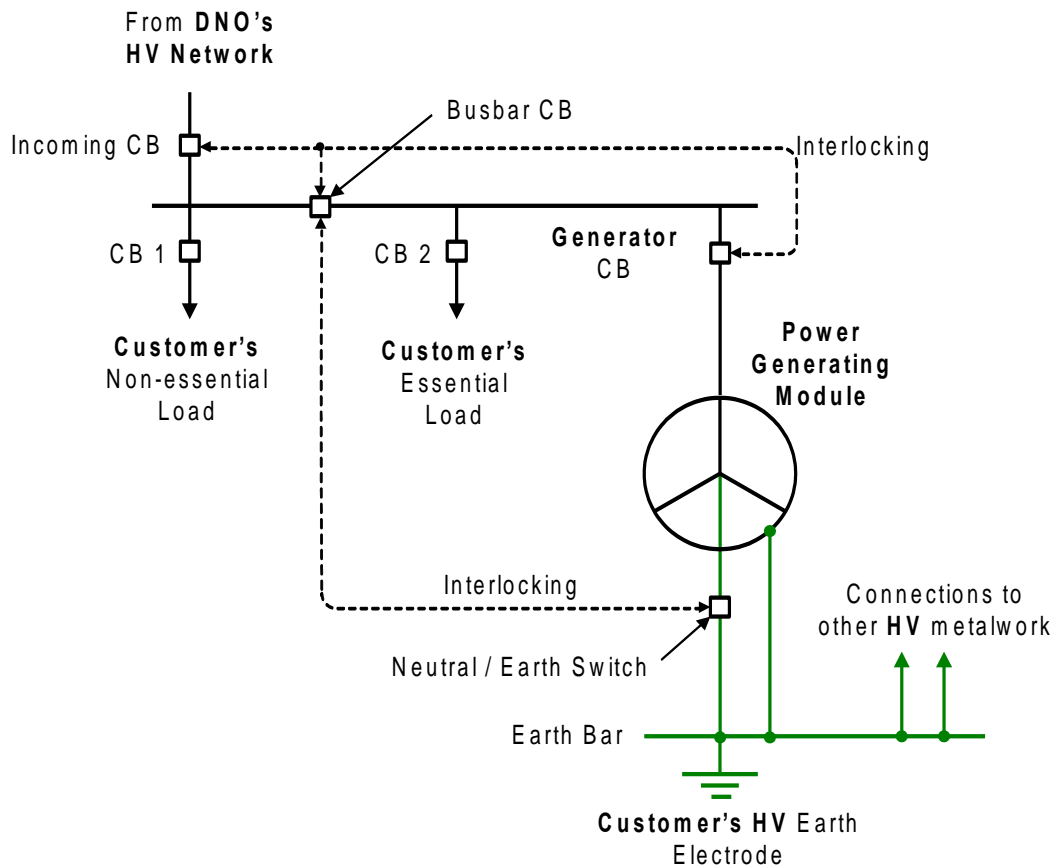 From DNO's
HV Network
Busbar CB
Incoming CB
Interlocking
CB 1
CB 2
Generator
CB
Customer's
Non-essential
Load
Customer's
Essential
Load
Power
Generating
Module
Interlocking
Connections to
other HV metalwork
Neutral / Earth Switch
Earth Bar
Customer's HV Earth
Electrode